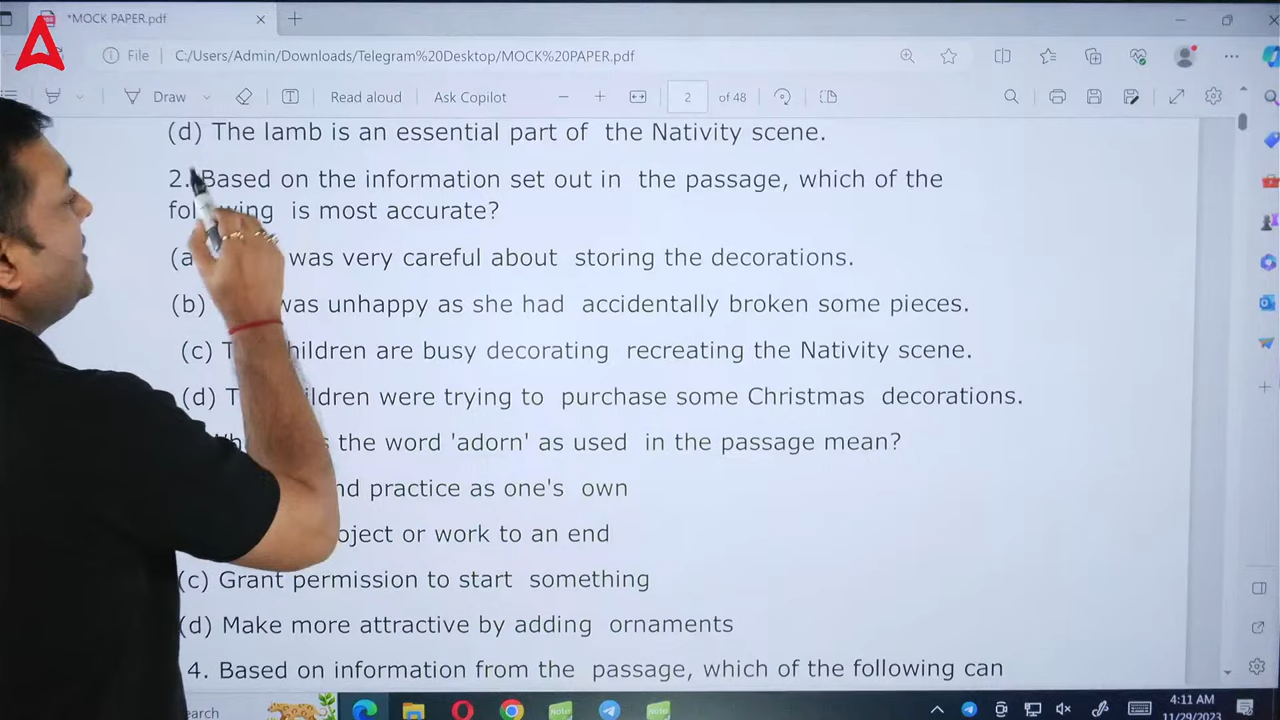 *MOCK PAPER.pdf
File C:/Users/Admin/Downloads/Telegram%20Desktop/MOCK%20PAPER.pdf
Draw Read aloud Ask Copilot 2 of 48
(d) The lamb is an essential part of the Nativity scene.
2. Based on the information set out in the passage, which of the
is most accurate?
was very careful about storing the decorations.
(b) was unhappy as she had accidentally broken some pieces.
(c) are busy decorating recreating the Nativity scene.
(d) were trying to purchase some Christmas decorations.
the word 'adorn' as used in the passage mean?
practice as one's own
or work to an end
(c) Grant permission to start something
(d) Make more attractive by adding ornaments
4. Based on information from the passage, which of the following can
4:11 AM
11/29/2023